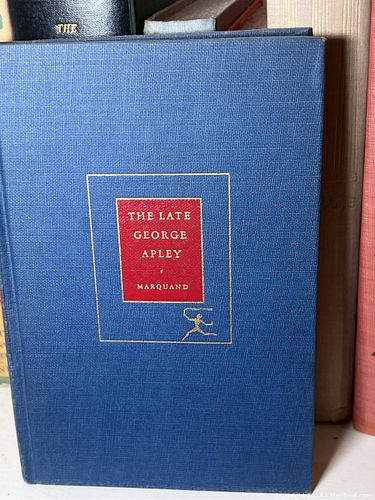 THE
THE LATE
GEORGE
APLEY
MARQUAND